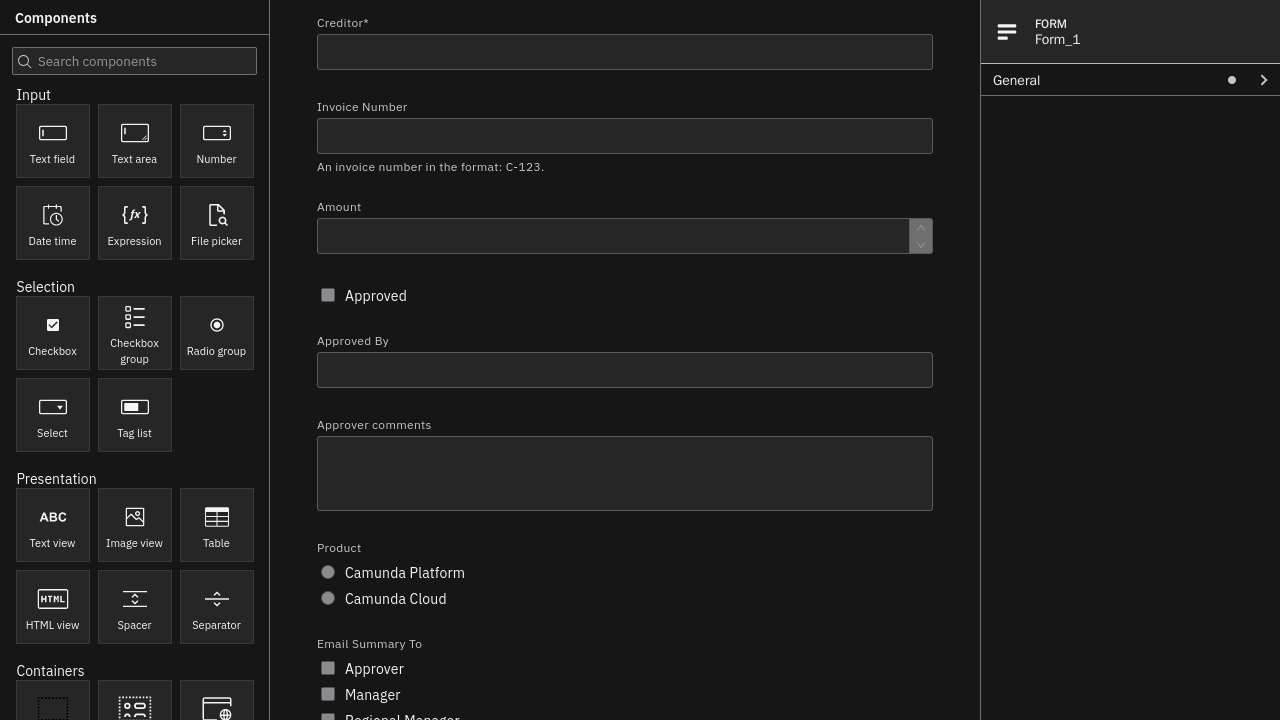 Components
Search components
Input
Text field
Text area
Number
Date time
{fx}
Expression
File picker
Selection
Checkbox
Checkbox
group
Radio group
Select
Tag list
Presentation
ABC
Text view
Image view
Table
HTML
HTML view
Spacer
Separator
Containers
Creditor*
Invoice Number
An invoice number in the format: C-123.
Amount
Approved
Approved By
Approver comments
Product
Camunda Platform
Camunda Cloud
Email Summary To
Approver
Manager
Regional Manager
FORM
Form_1
General